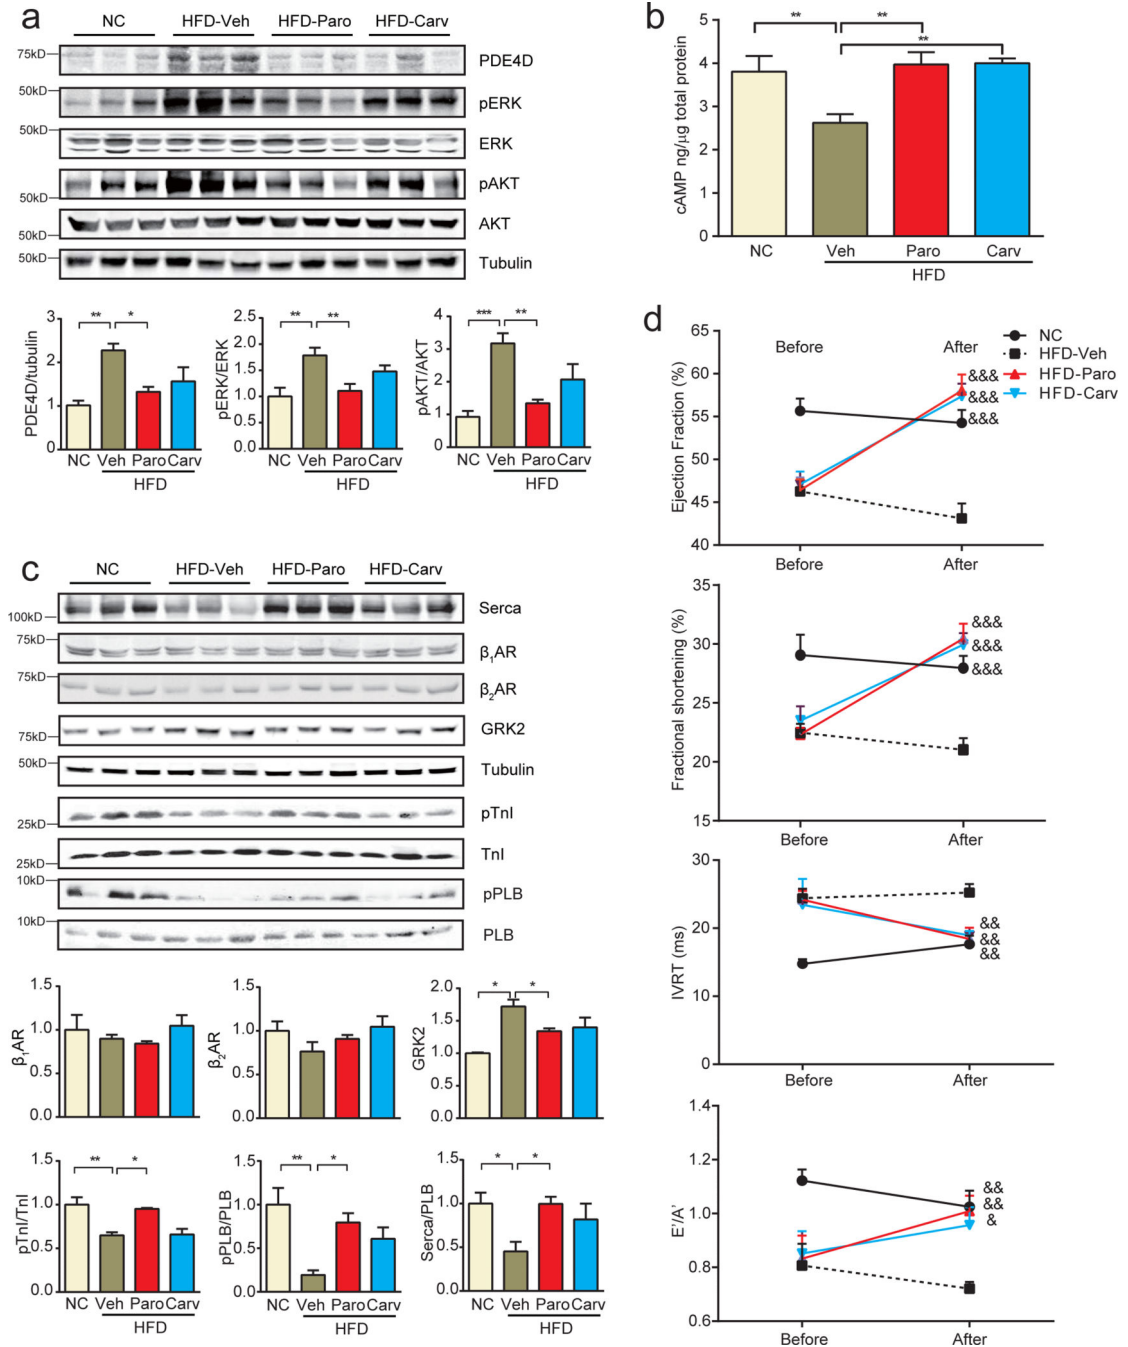 a
NC HFD-Veh HFD-Paro HFD-Carv
75kD PDE4D
50kD pERK
50kD ERK
50kD pAKT
50kD AKT
50kD Tubulin
PDE4D/tubulin
3
2
1
0
** *
NC Veh Paro Carv
HFD
pERK/ERK
2.5
2.0
1.5
1.0
0.5
0.0
** **
NC Veh Paro Carv
HFD
pAKT/AKT
4
2
0
*** **
NC Veh Paro Carv
HFD
b
cAMP ng/μg total protein
5
4
3
2
1
0
** **
**
NC Veh Paro Carv
HFD
c
NC HFD-Veh HFD-Paro HFD-Carv
100kD Serca
75kD β1AR
75kD β2AR
75kD GRK2
50kD Tubulin
25kD pTnI
25kD TnI
10kD pPLB
10kD PLB
β1AR
1.5
1.0
0.5
0.0
β2AR
1.5
1.0
0.5
0.0
GRK2
2.0
1.5
1.0
0.5
0.0
* *
pTnI/TnI
1.5
1.0
0.5
0.0
** *
NC Veh Paro Carv
HFD
pPLB/PLB
1.5
1.0
0.5
0.0
** *
NC Veh Paro Carv
HFD
Serca/PLB
1.5
1.0
0.5
0.0
* *
NC Veh Paro Carv
HFD
d
NC
HFD-Veh
HFD-Paro
HFD-Carv
Ejection Fraction (%)
65
60
55
50
45
40
Before After
&&&
&&&
&&&
Before After
Fractional shortening (%)
35
30
25
20
15
&&&
&&&
&&&
Before After
IVRT (ms)
30
20
10
0
&&
&&
&&
Before After
E'/A'
1.4
1.2
1.0
0.8
0.6
&&
&&
&
Before After